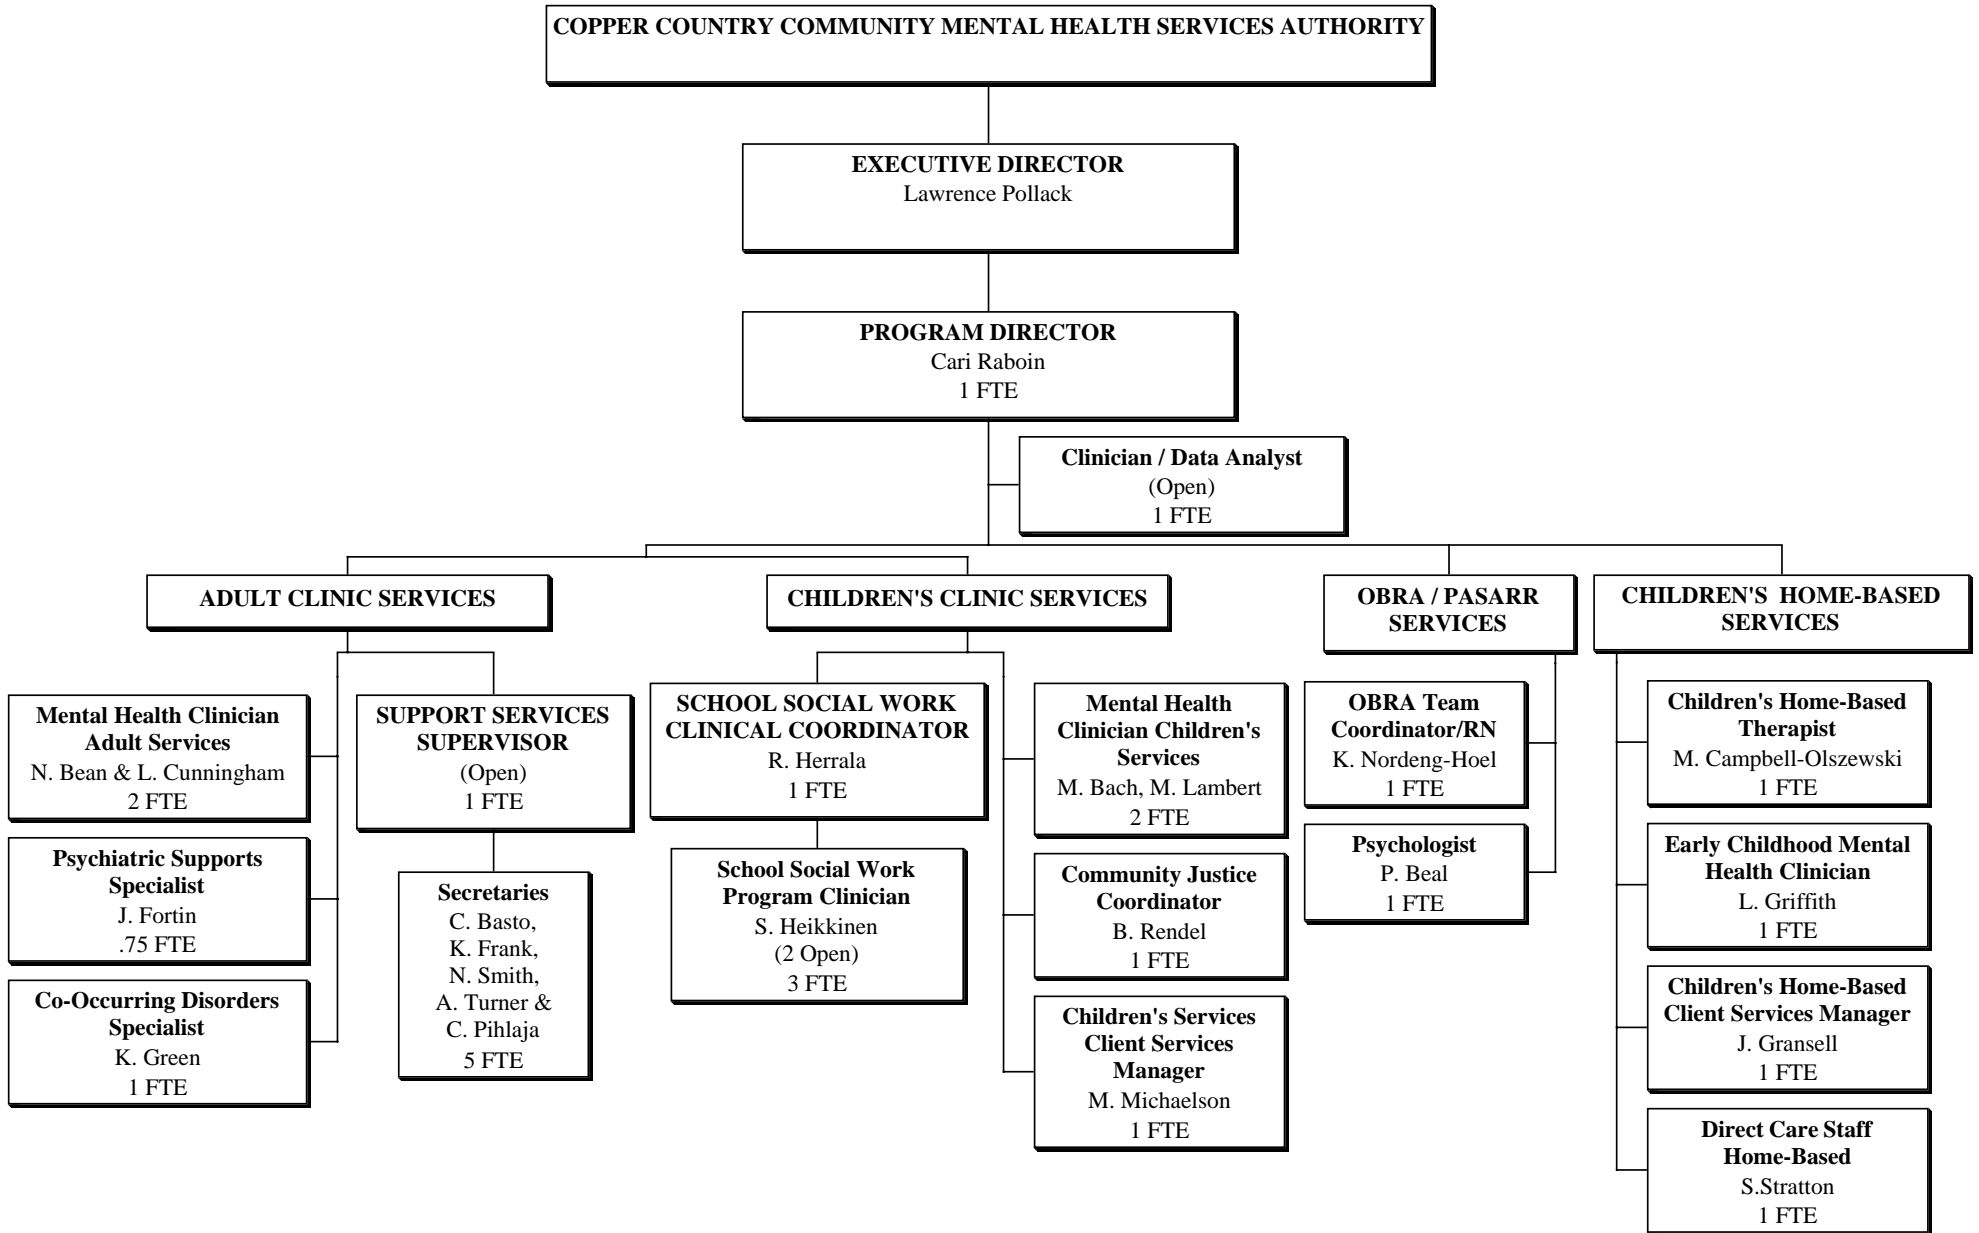 COPPER COUNTRY COMMUNITY MENTAL HEALTH SERVICES AUTHORITY
EXECUTIVE DIRECTOR
Lawrence Pollack
PROGRAM DIRECTOR
Cari Raboin
1 FTE
Clinician / Data Analyst
(Open)
1 FTE
ADULT CLINIC SERVICES
Mental Health Clinician
Adult Services
N. Bean & L. Cunningham
2 FTE
Psychiatric Supports
Specialist
J. Fortin
.75 FTE
Co-Occurring Disorders
Specialist
K. Green
1 FTE
SUPPORT SERVICES
SUPERVISOR
(Open)
1 FTE
Secretaries
C. Basto,
K. Frank,
N. Smith,
A. Turner &
C. Pihlaja
5 FTE
CHILDREN'S CLINIC SERVICES
SCHOOL SOCIAL WORK
CLINICAL COORDINATOR
R. Herrala
1 FTE
School Social Work
Program Clinician
S. Heikkinen
(2 Open)
3 FTE
Mental Health
Clinician Children's
Services
M. Bach, M. Lambert
2 FTE
Community Justice
Coordinator
B. Rendel
1 FTE
Children's Services
Client Services
Manager
M. Michaelson
1 FTE
OBRA / PASARR
SERVICES
OBRA Team
Coordinator/RN
K. Nordeng-Hoel
1 FTE
Psychologist
P. Beal
1 FTE
CHILDREN'S HOME-BASED
SERVICES
Children's Home-Based
Therapist
M. Campbell-Olszewski
1 FTE
Early Childhood Mental
Health Clinician
L. Griffith
1 FTE
Children's Home-Based
Client Services Manager
J. Gransell
1 FTE
Direct Care Staff
Home-Based
S.Stratton
1 FTE